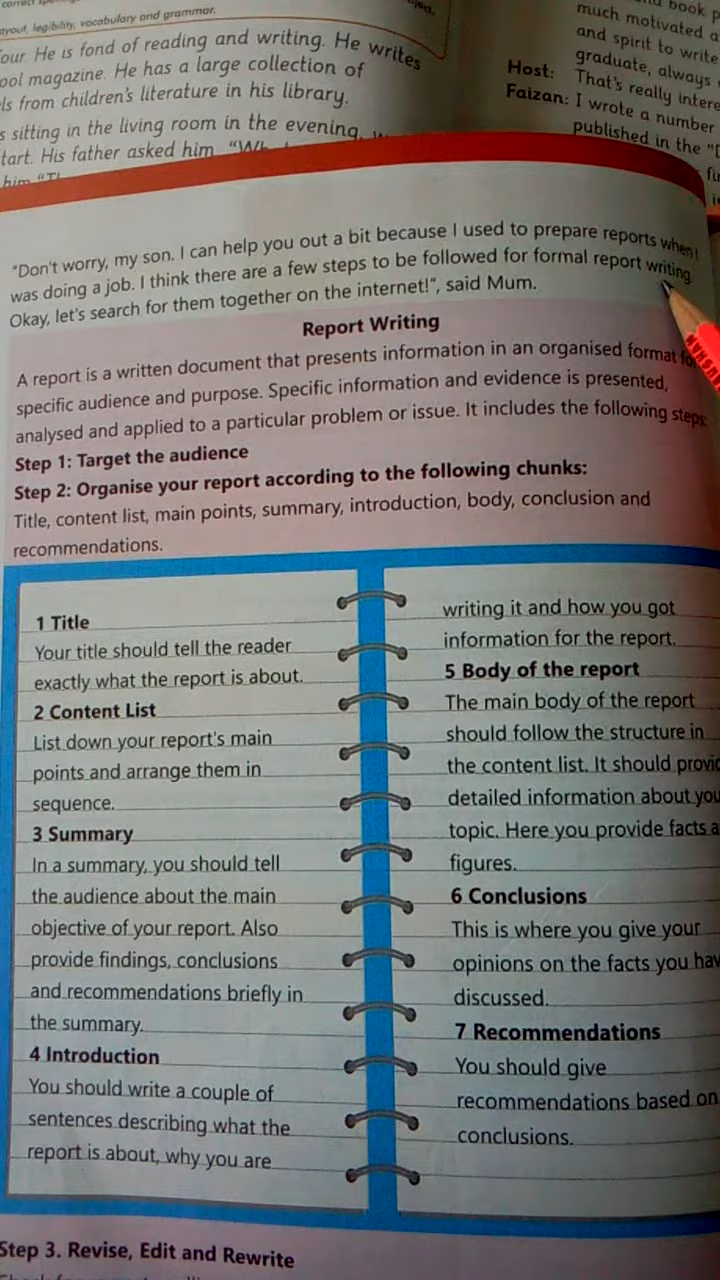 layout, legibility, vocabulary and grammar.
our. He is fond of reading and writing. He writes
ool magazine. He has a large collection of
ls from children's literature in his library.
s sitting in the living room in the evening,
tart. His father asked him,
him
book
much motivated
and spirit to write
graduate, always
Host: That's really
Faizan: I wrote a number
published in the
"Don't worry, my son. I can help you out a bit because I used to prepare reports when I
was doing a job. I think there are a few steps to be followed for formal report writing.
Okay, let's search for them together on the internet!", said Mum.
Report Writing
A report is a written document that presents information in an organised format
specific audience and purpose. Specific information and evidence is presented,
analysed and applied to a particular problem or issue. It includes the following steps:
Step 1: Target the audience
Step 2: Organise your report according to the following chunks:
Title, content list, main points, summary, introduction, body, conclusion and
recommendations.
1 Title
Your title should tell the reader
exactly what the report is about.
2 Content List
List down your report's main
points and arrange them in
sequence.
3 Summary
In a summary, you should tell
the audience about the main
objective of your report. Also
provide findings, conclusions
and recommendations briefly in
the summary.
4 Introduction
You should write a couple of
sentences describing what the
report is about, why you are
writing it and how you got
information for the report.
5 Body of the report
The main body of the report
should follow the structure in
the content list. It should provid
detailed information about you
topic. Here you provide facts a
figures.
6 Conclusions
This is where you give your
opinions on the facts you hav
discussed.
7 Recommendations
You should give
recommendations based on
conclusions.
Step 3. Revise, Edit and Rewrite